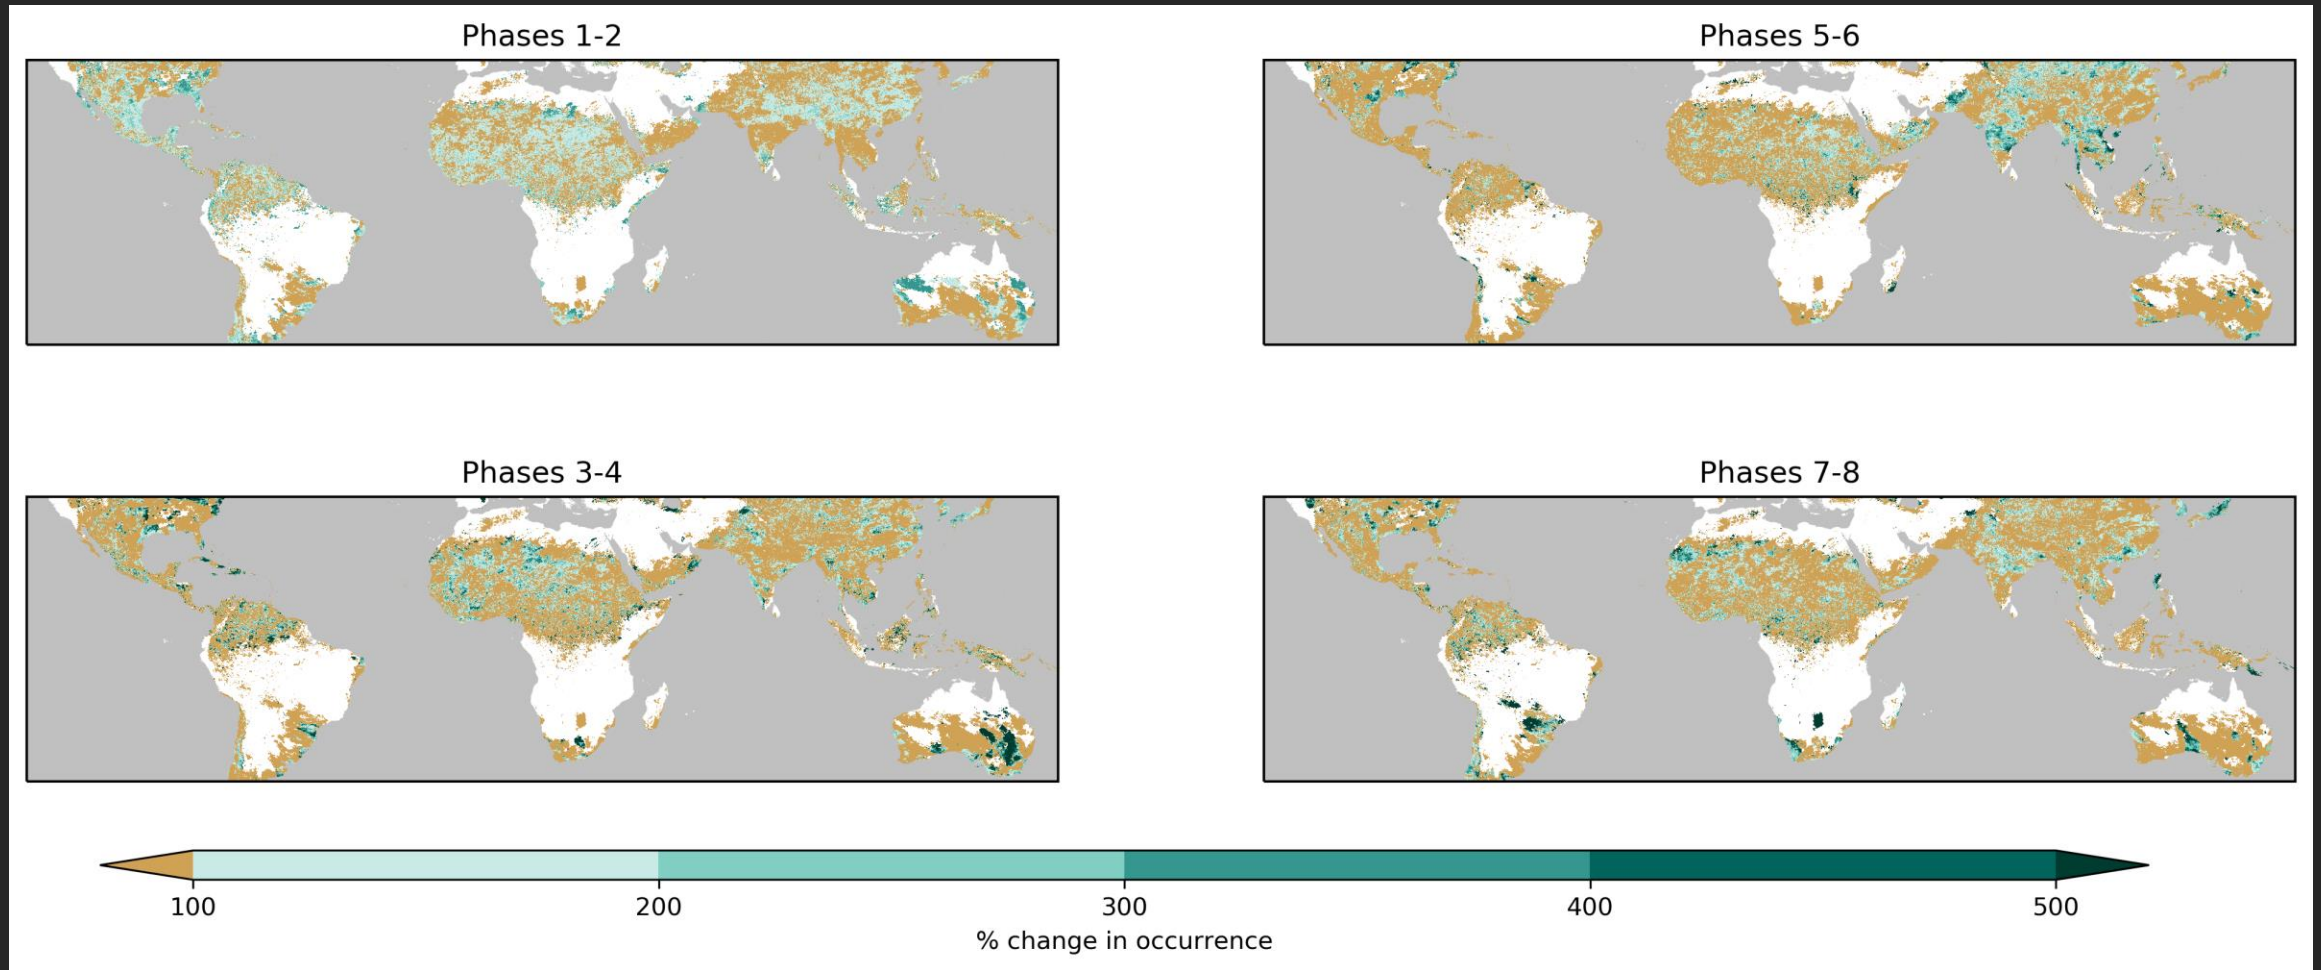 Phases 1-2
Phases 5-6
Phases 3-4
Phases 7-8
100
200
300
400
500
% change in occurrence